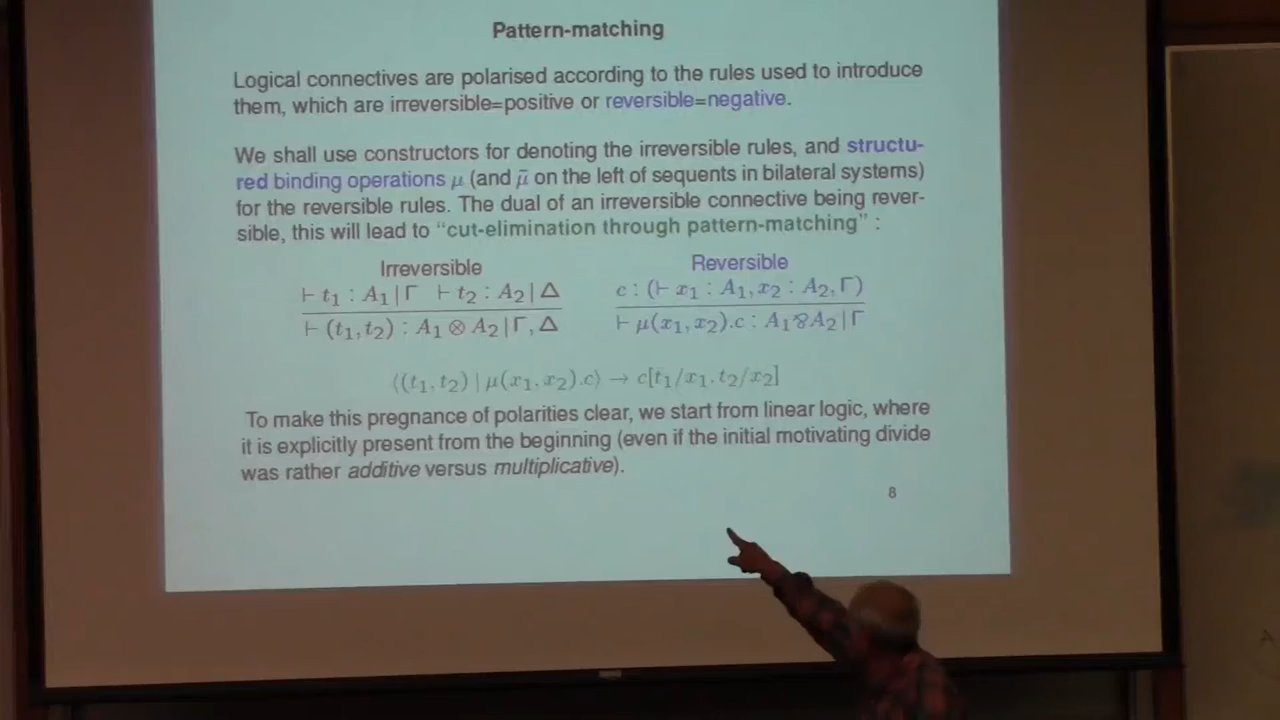 Pattern-matching
Logical connectives are polarised according to the rules used to introduce
them, which are irreversible=positive or reversible=negative.
We shall use constructors for denoting the irreversible rules, and structu-
red binding operations μ (and μ̃ on the left of sequents in bilateral systems)
for the reversible rules. The dual of an irreversible connective being rever-
sible, this will lead to “cut-elimination through pattern-matching” :
Irreversible Reversible
⊢ t₁ : A₁ | Γ ⊢ t₂ : A₂ | Δ c : (⊢ x₁ : A₁, x₂ : A₂, Γ)
⊢ (t₁, t₂) : A₁ ⊗ A₂ | Γ, Δ ⊢ μ(x₁, x₂).c : A₁⅋A₂ | Γ
⟨(t₁, t₂) | μ(x₁, x₂).c⟩ → c[t₁/x₁, t₂/x₂]
To make this pregnance of polarities clear, we start from linear logic, where
it is explicitly present from the beginning (even if the initial motivating divide
was rather additive versus multiplicative).
8